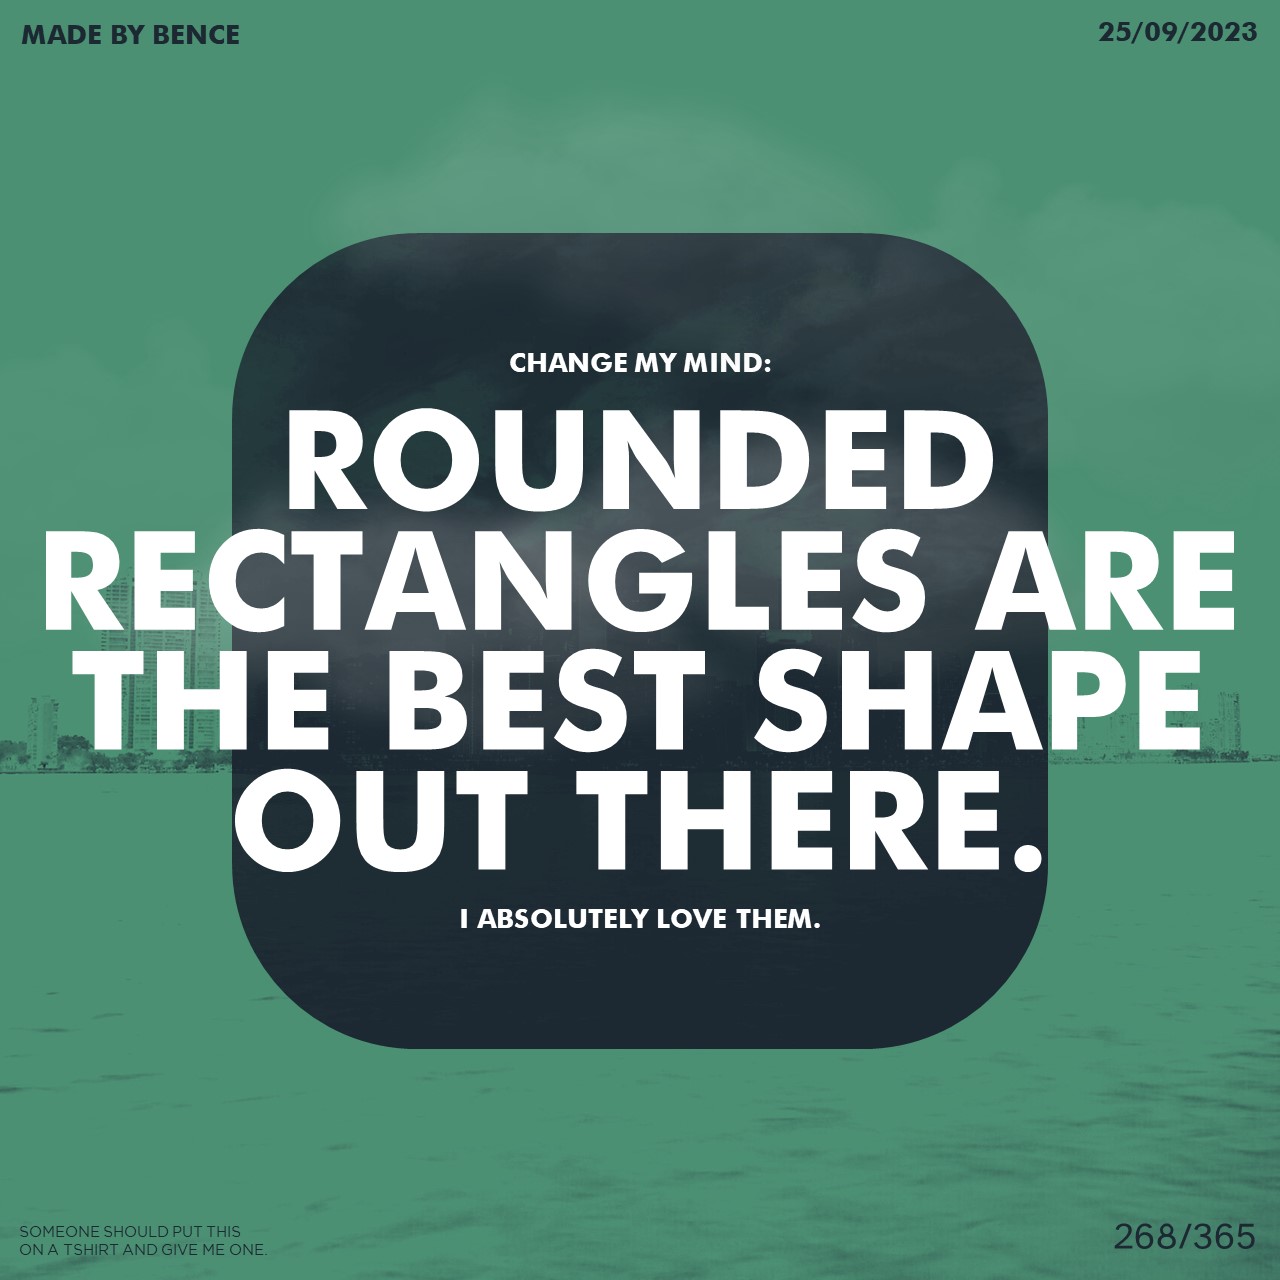 MADE BY BENCE
25/09/2023
CHANGE MY MIND:
ROUNDED
RECTANGLES ARE
THE BEST SHAPE
OUT THERE.
I ABSOLUTELY LOVE THEM.
SOMEONE SHOULD PUT THIS
ON A TSHIRT AND GIVE ME ONE.
268/365